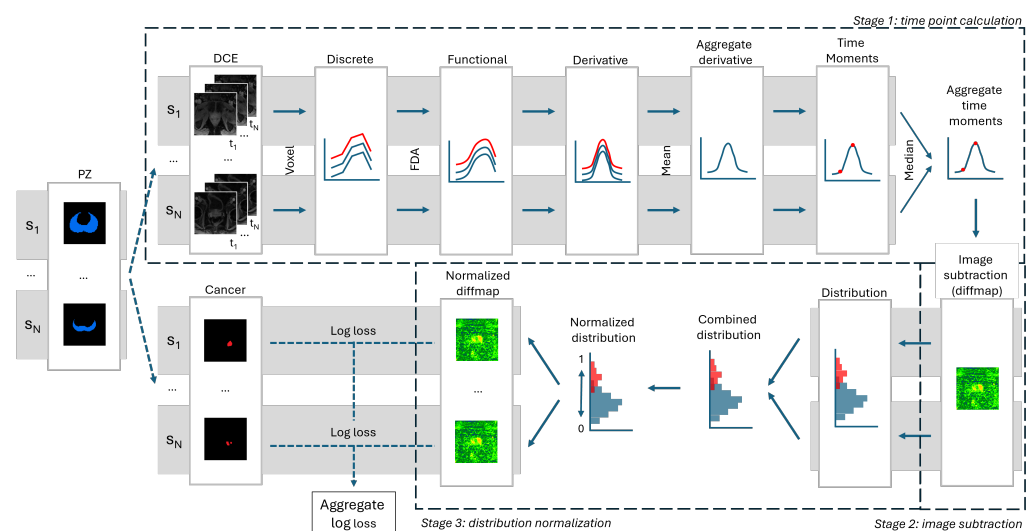 Stage 1: time point calculation
DCE
Discrete
Functional
Derivative
Aggregate
derivative
Time
Moments
Aggregate
time
moments
PZ
S1
...
SN
S1
...
SN
t1
...
tN
...
t1
...
tN
Voxel
FDA
Mean
Median
S1
...
SN
...
Cancer
S1
...
SN
...
Log loss
Log loss
Aggregate
log loss
Normalized
diffmap
...
Normalized
distribution
1
0
Combined
distribution
Distribution
Image
subtraction
(diffmap)
Stage 3: distribution normalization
Stage 2: image subtraction